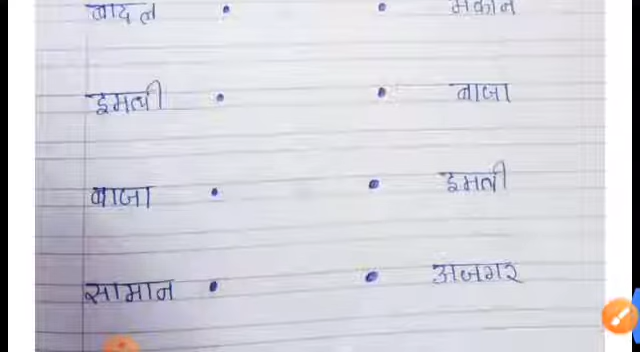 बादल मकान
इमली बाजा
बाजा इमली
सामान अजगर